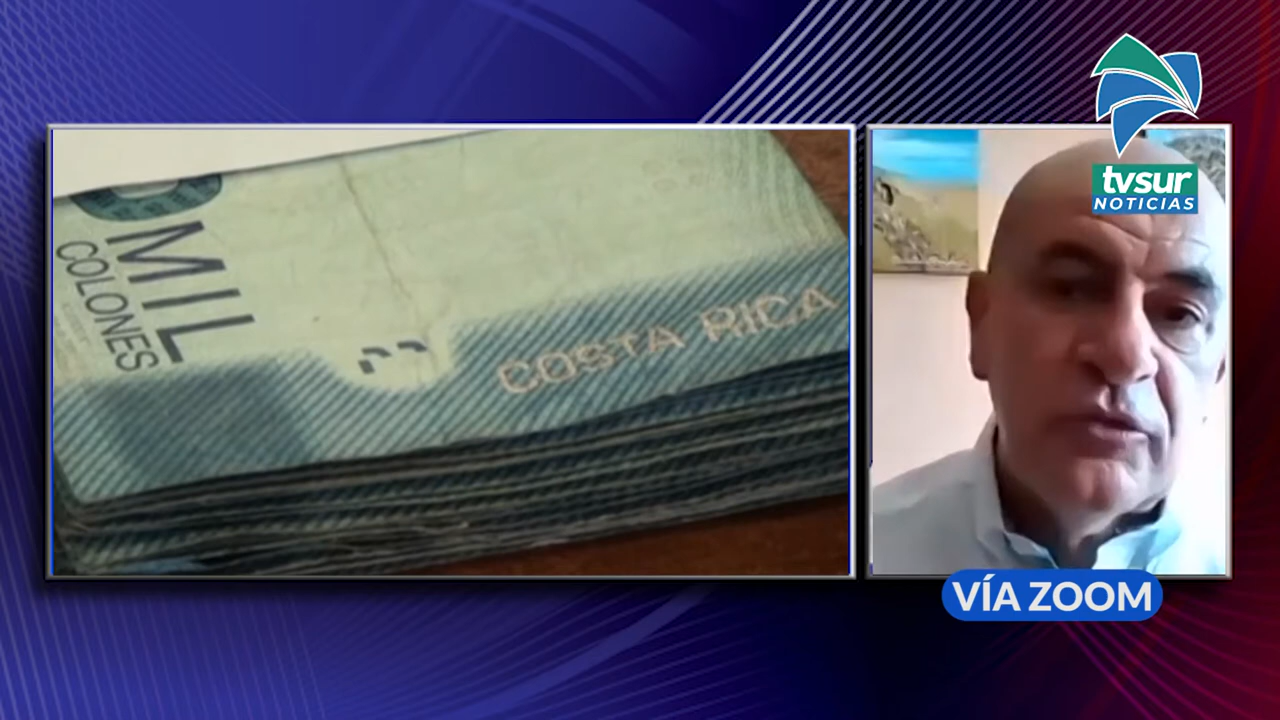 MIL
COLONES
COSTA RICA
tvsur
NOTICIAS
VÍA ZOOM